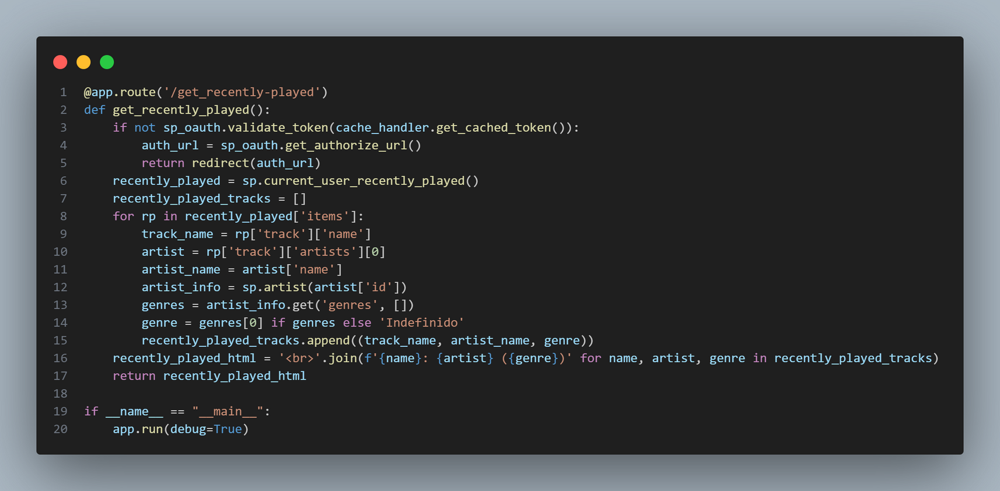 1 @app.route('/get_recently-played')
2 def get_recently_played():
3     if not sp_oauth.validate_token(cache_handler.get_cached_token()):
4         auth_url = sp_oauth.get_authorize_url()
5         return redirect(auth_url)
6     recently_played = sp.current_user_recently_played()
7     recently_played_tracks = []
8     for rp in recently_played['items']:
9         track_name = rp['track']['name']
10         artist = rp['track']['artists'][0]
11         artist_name = artist['name']
12         artist_info = sp.artist(artist['id'])
13         genres = artist_info.get('genres', [])
14         genre = genres[0] if genres else 'Indefinido'
15         recently_played_tracks.append((track_name, artist_name, genre))
16     recently_played_html = '<br>'.join(f'{name}: {artist} ({genre})' for name, artist, genre in recently_played_tracks)
17     return recently_played_html
18
19 if __name__ == "__main__":
20     app.run(debug=True)